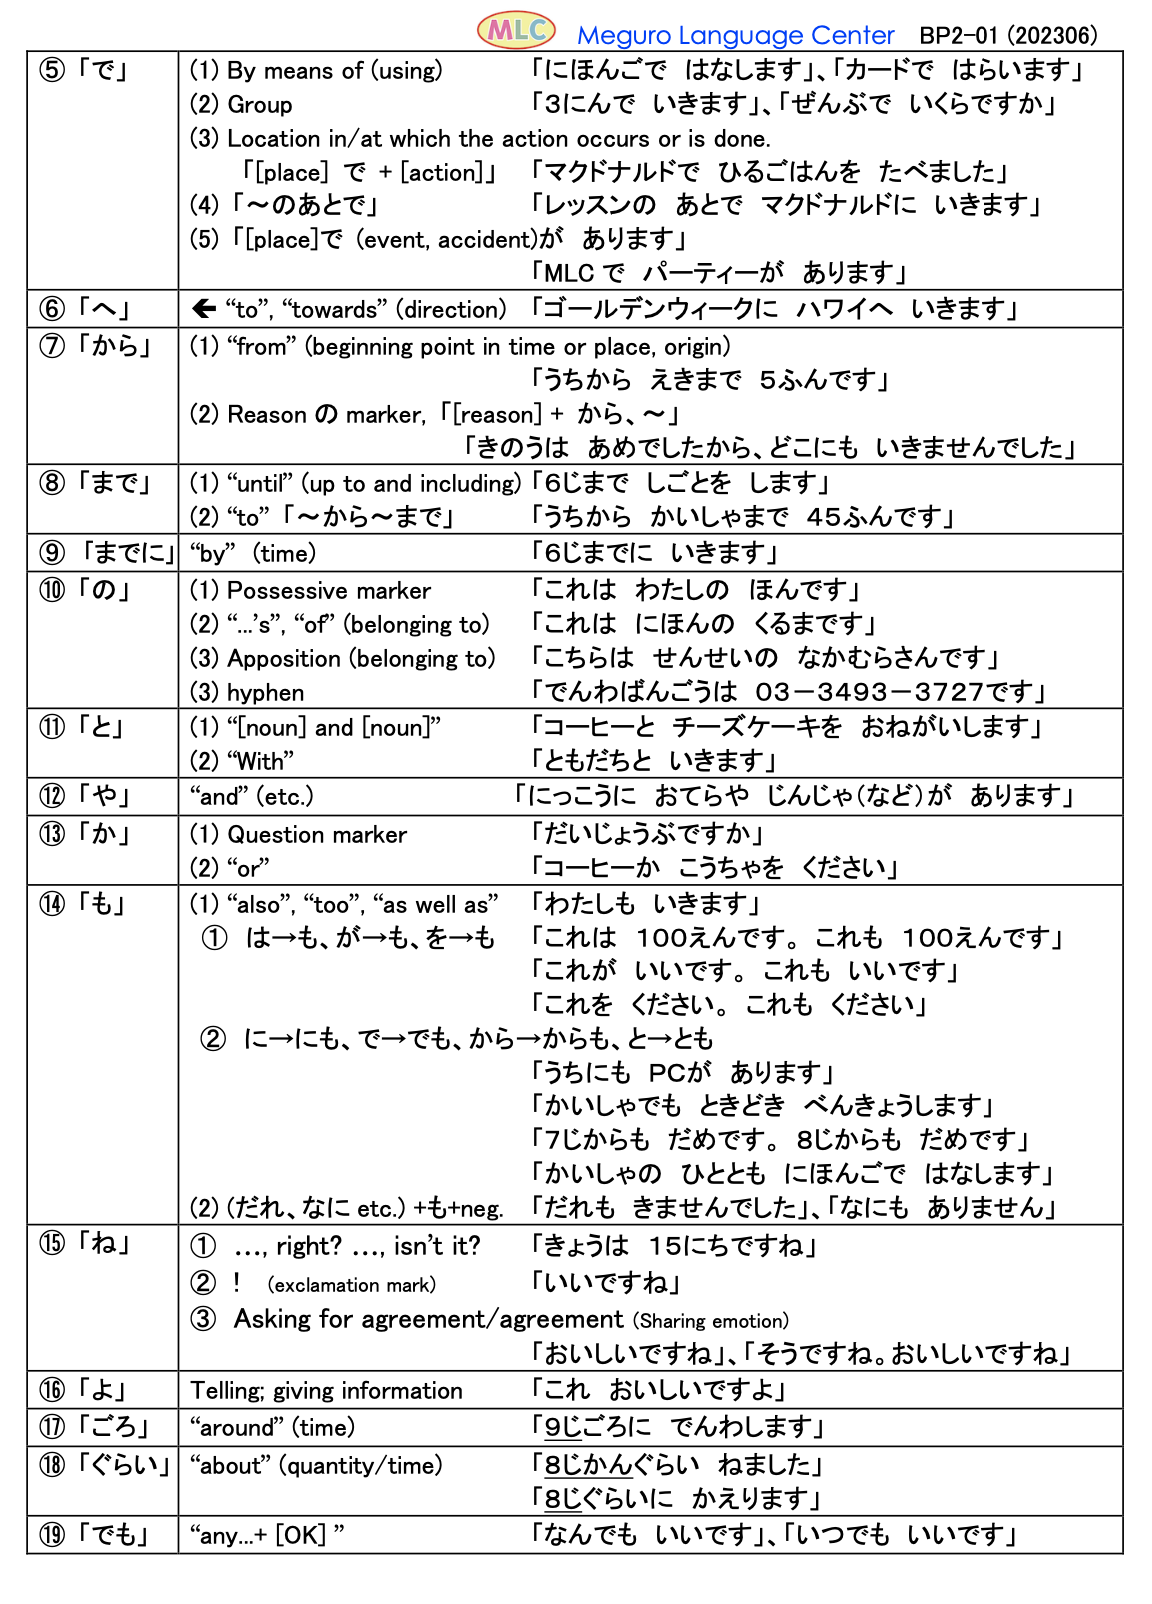 MLC Meguro Language Center BP2-01 (202306)
⑤「で」 (1) By means of (using) 「にほんごで はなします」、「カードで はらいます」
(2) Group 「3にんで いきます」、「ぜんぶで いくらですか」
(3) Location in/at which the action occurs or is done.
「[place] で + [action]」 「マクドナルドで ひるごはんを たべました」
(4) 「～のあとで」 「レッスンの あとで マクドナルドに いきます」
(5) 「[place]で (event, accident)が あります」
「MLC で パーティーが あります」
⑥「へ」 ← “to”, “towards” (direction) 「ゴールデンウィークに ハワイへ いきます」
⑦「から」 (1) “from” (beginning point in time or place, origin)
「うちから えきまで 5ふんです」
(2) Reason の marker, 「[reason] + から、～」
「きのうは あめでしたから、どこにも いきませんでした」
⑧「まで」 (1) “until” (up to and including) 「6じまで しごとを します」
(2) “to” 「～から～まで」 「うちから かいしゃまで 45ふんです」
⑨「までに」 “by” (time) 「6じまでに いきます」
⑩「の」 (1) Possessive marker 「これは わたしの ほんです」
(2) “…’s”, “of” (belonging to) 「これは にほんの くるまです」
(3) Apposition (belonging to) 「こちらは せんせいの なかむらさんです」
(3) hyphen 「でんわばんごうは 03－3493－3727です」
⑪「と」 (1) “[noun] and [noun]” 「コーヒーと チーズケーキを おねがいします」
(2) “With” 「ともだちと いきます」
⑫「や」 “and” (etc.) 「にっこうに おてらや じんじゃ(など)が あります」
⑬「か」 (1) Question marker 「だいじょうぶですか」
(2) “or” 「コーヒーか こうちゃを ください」
⑭「も」 (1) “also”, “too”, “as well as” 「わたしも いきます」
① は→も、が→も、を→も 「これは 100えんです。 これも 100えんです」
「これが いいです。 これも いいです」
「これを ください。 これも ください」
② に→にも、で→でも、から→からも、と→とも
「うちにも PCが あります」
「かいしゃでも ときどき べんきょうします」
「7じからも だめです。 8じからも だめです」
「かいしゃの ひととも にほんごで はなします」
(2) (だれ、なに etc.) +も+neg. 「だれも きませんでした」、「なにも ありません」
⑮「ね」 ① …, right? …, isn’t it? 「きょうは 15にちですね」
② ! (exclamation mark) 「いいですね」
③ Asking for agreement/agreement (Sharing emotion)
「おいしいですね」、「そうですね。おいしいですね」
⑯「よ」 Telling; giving information 「これ おいしいですよ」
⑰「ごろ」 “around” (time) 「9じごろに でんわします」
⑱「ぐらい」 “about” (quantity/time) 「8じかんぐらい ねました」
「8じぐらいに かえります」
⑲「でも」 “any…+ [OK] ” 「なんでも いいです」、「いつでも いいです」